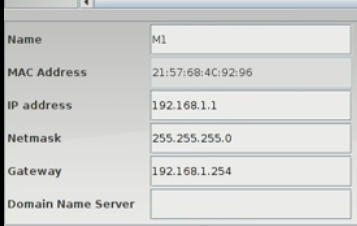 Name M1
MAC Address 21:57:68:4C:92:96
IP address 192.168.1.1
Netmask 255.255.255.0
Gateway 192.168.1.254
Domain Name Server